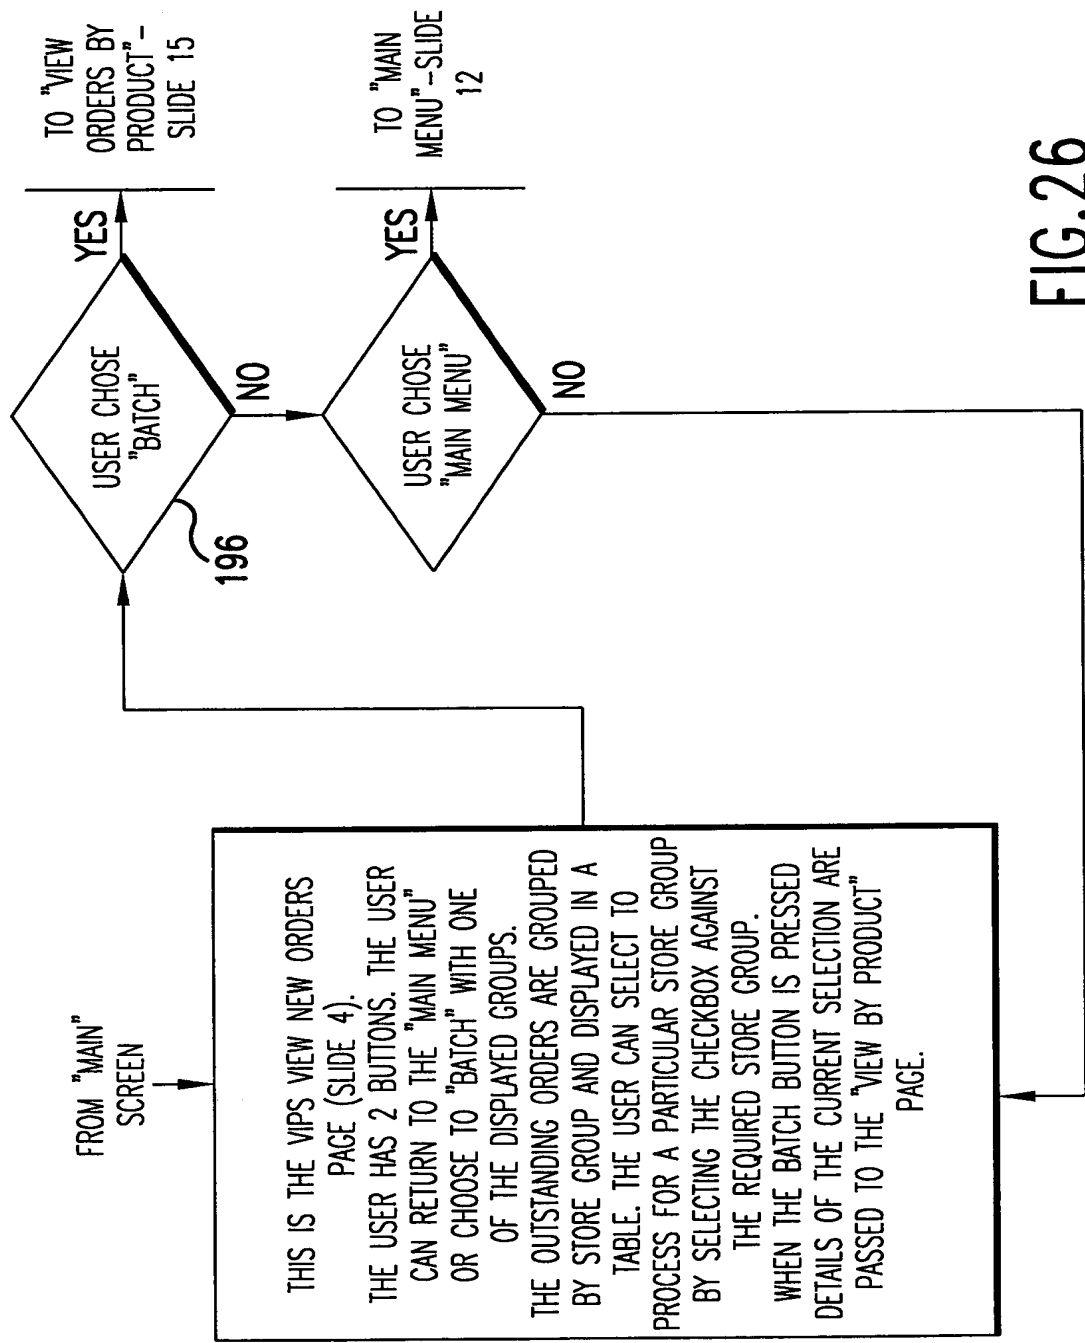 FROM "MAIN"
SCREEN
THIS IS THE VIPS VIEW NEW ORDERS
PAGE (SLIDE 4).
THE USER HAS 2 BUTTONS. THE USER
CAN RETURN TO THE "MAIN MENU"
OR CHOOSE TO "BATCH" WITH ONE
OF THE DISPLAYED GROUPS.
THE OUTSTANDING ORDERS ARE GROUPED
BY STORE GROUP AND DISPLAYED IN A
TABLE. THE USER CAN SELECT TO
PROCESS FOR A PARTICULAR STORE GROUP
BY SELECTING THE CHECKBOX AGAINST
THE REQUIRED STORE GROUP.
WHEN THE BATCH BUTTON IS PRESSED
DETAILS OF THE CURRENT SELECTION ARE
PASSED TO THE "VIEW BY PRODUCT"
PAGE.
USER CHOSE
"BATCH"
196
YES
NO
TO "VIEW
ORDERS BY
PRODUCT"-
SLIDE 15
USER CHOSE
"MAIN MENU"
YES
NO
TO "MAIN
MENU"-SLIDE
12
FIG.26